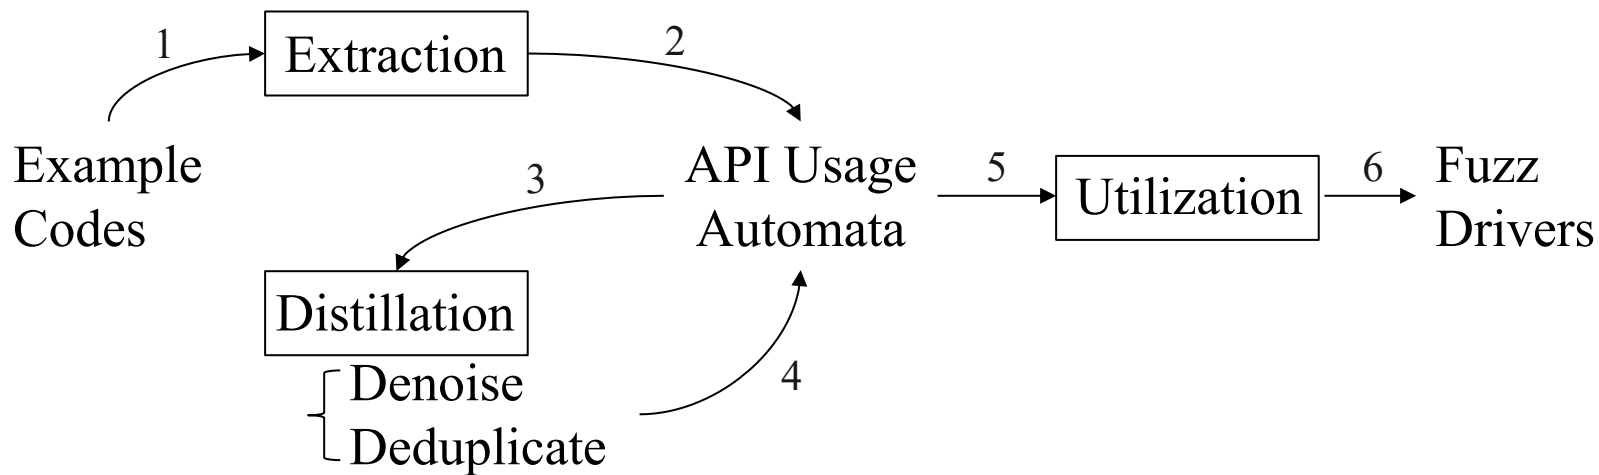 1
Extraction
2
Example
Codes
3
API Usage
Automata
5
Utilization
6
Fuzz
Drivers
Distillation
Denoise
Deduplicate
4